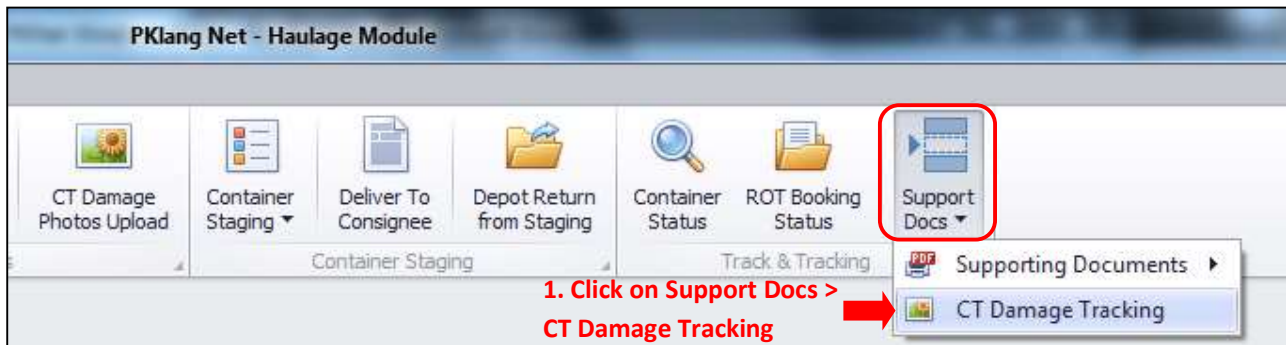 PKlang Net - Haulage Module
CT Damage
Photos Upload
Container
Staging
Deliver To
Consignee
Depot Return
from Staging
Container
Status
ROT Booking
Status
Support
Docs
Container Staging
Track & Tracking
PDF
Supporting Documents
CT Damage Tracking
1. Click on Support Docs >
CT Damage Tracking